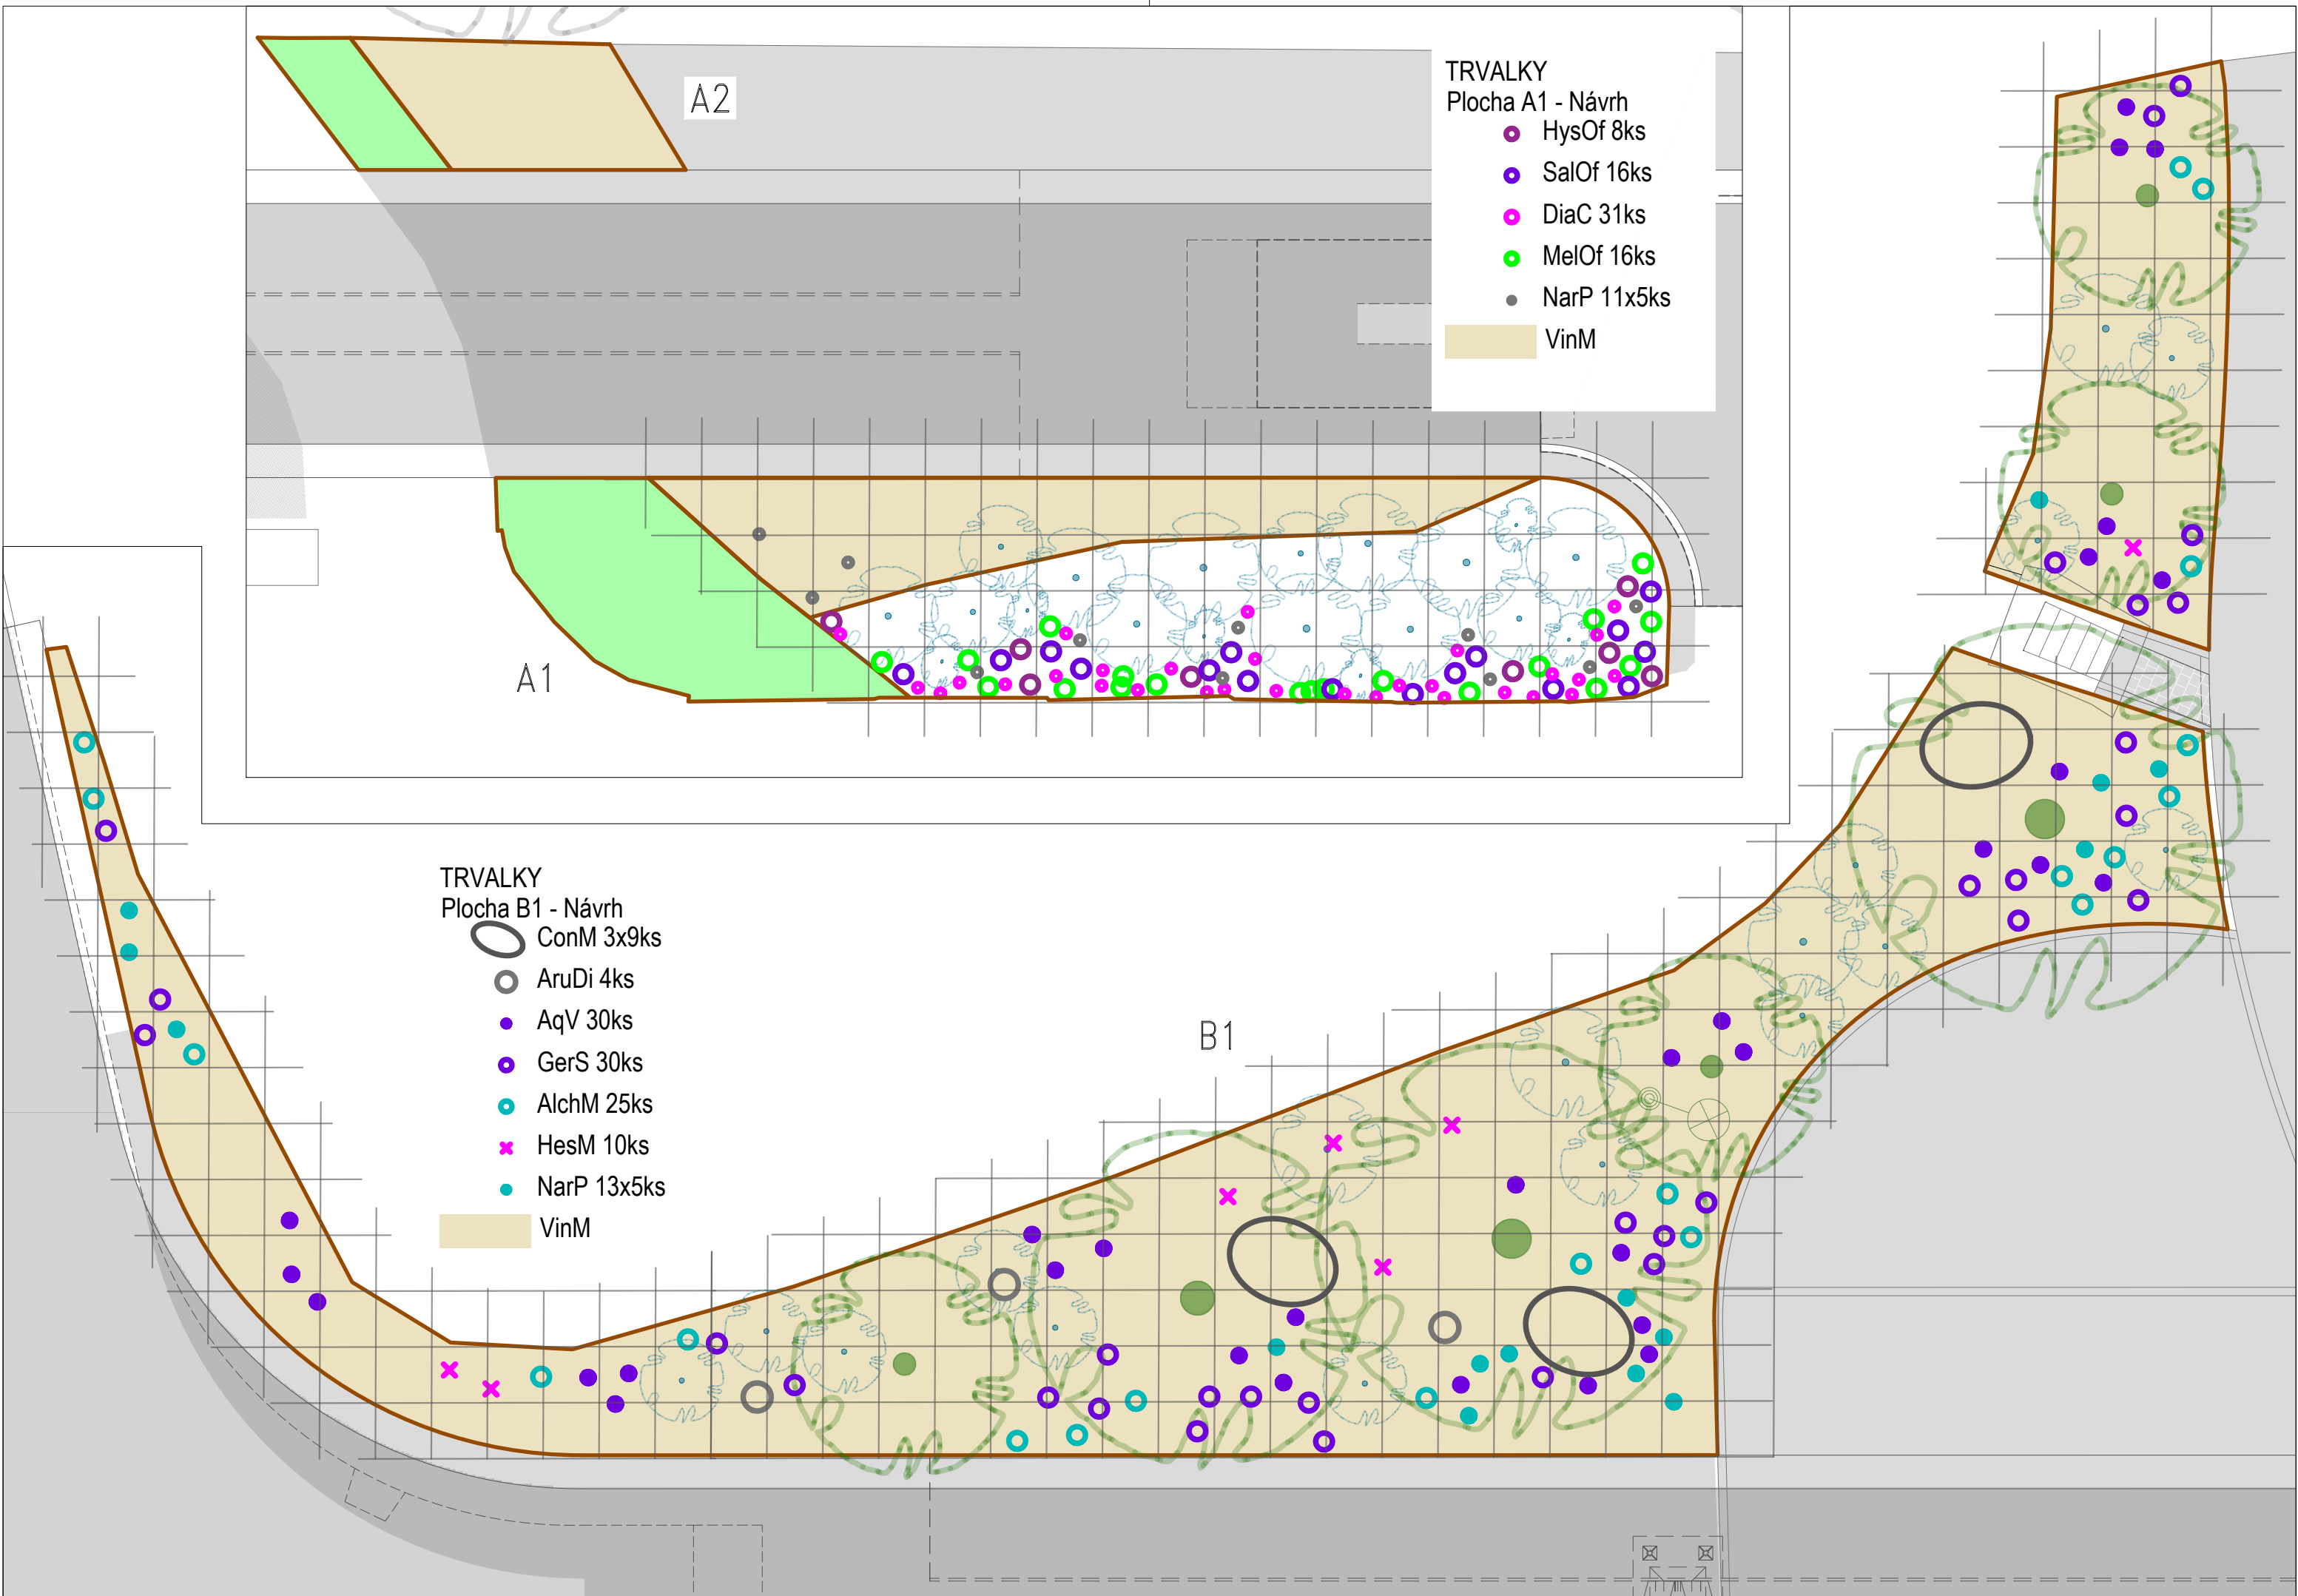 A2
TRVALKY
Plocha A1 - Návrh
HysOf 8ks
SalOf 16ks
DiaC 31ks
MelOf 16ks
NarP 11x5ks
VinM
A1
TRVALKY
Plocha B1 - Návrh
ConM 3x9ks
AruDi 4ks
AqV 30ks
GerS 30ks
AlchM 25ks
HesM 10ks
NarP 13x5ks
VinM
B1